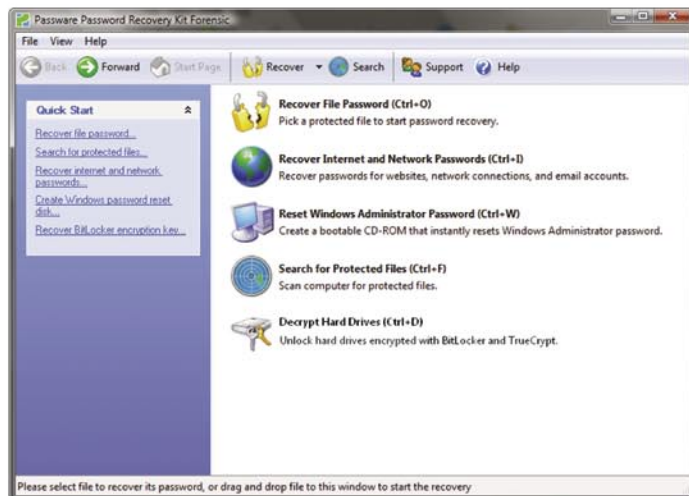 Passware Password Recovery Kit Forensic
File View Help
Back Forward Start Page Recover Search Support Help
Quick Start
Recover file password...
Search for protected files...
Recover internet and network
passwords...
Create Windows password reset
disk...
Recover BitLocker encryption key...
Recover File Password (Ctrl+O)
Pick a protected file to start password recovery.
Recover Internet and Network Passwords (Ctrl+I)
Recover passwords for websites, network connections, and email accounts.
Reset Windows Administrator Password (Ctrl+W)
Create a bootable CD-ROM that instantly resets Windows Administrator password.
Search for Protected Files (Ctrl+F)
Scan computer for protected files.
Decrypt Hard Drives (Ctrl+D)
Unlock hard drives encrypted with BitLocker and TrueCrypt.
Please select file to recover its password, or drag and drop file to this window to start the recovery